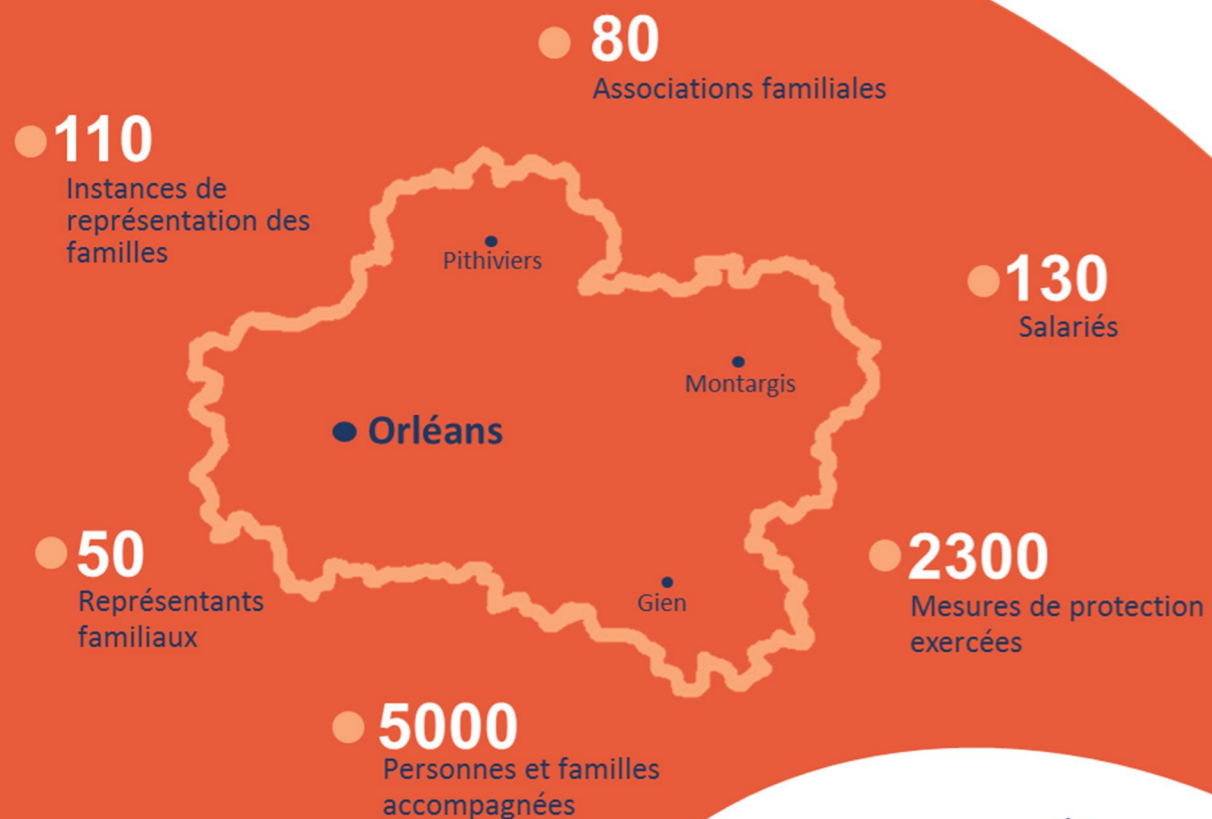 80
Associations familiales
110
Instances de
représentation des
familles
Pithiviers
130
Salariés
Montargis
Orléans
50
Représentants
familiaux
Gien
2300
Mesures de protection
exercées
5000
Personnes et familles
accompagnées